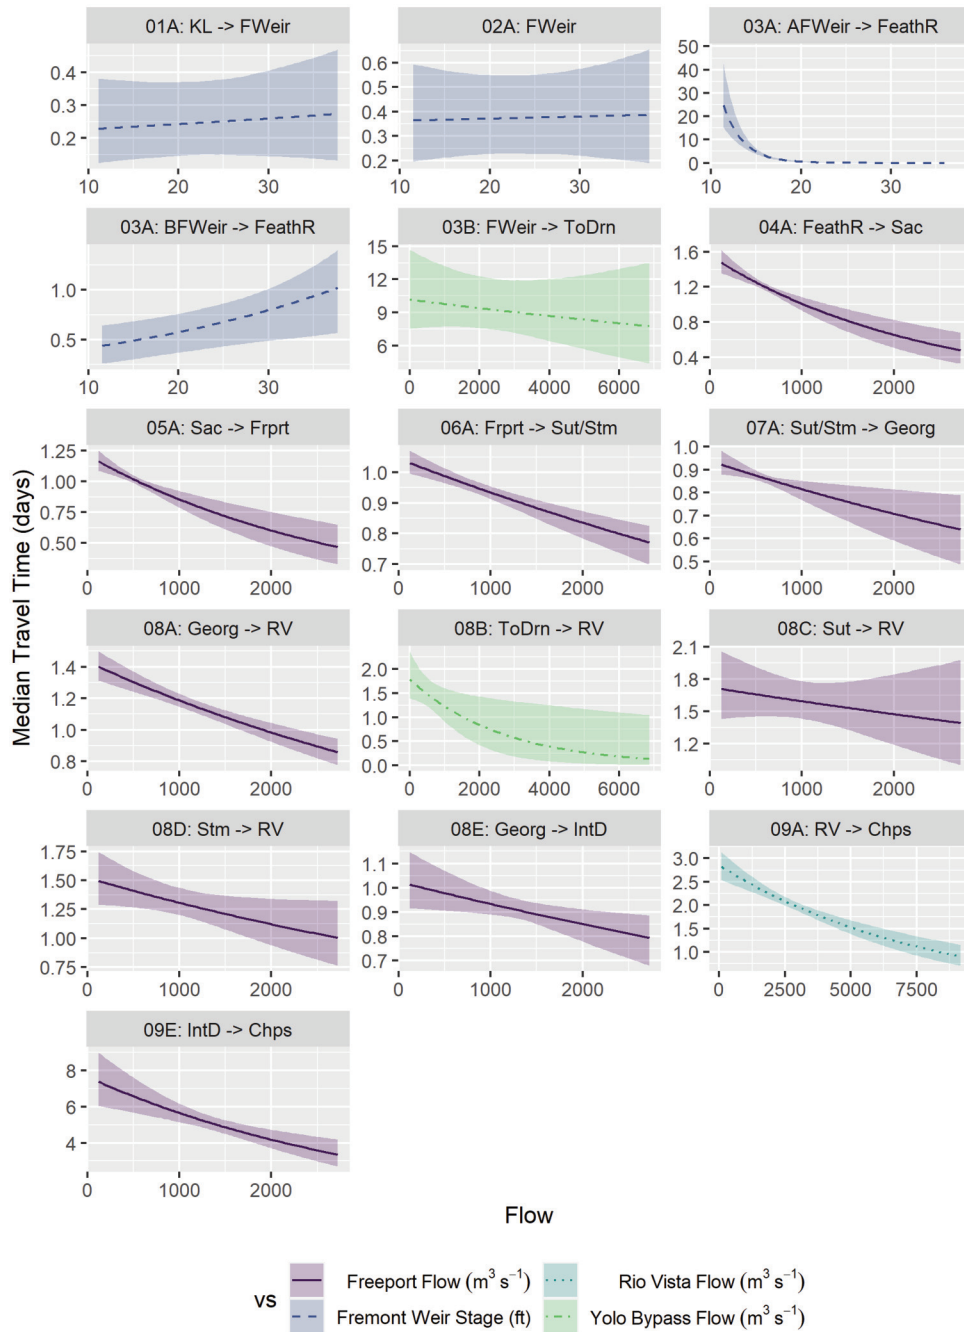 01A: KL -> FWeir
02A: FWeir
03A: AFWeir -> FeathR
0.4
0.3
0.2
10 20 30
0.6
0.5
0.4
0.3
0.2
10 20 30
50
40
30
20
10
0
10 20 30
03A: BFWeir -> FeathR
03B: FWeir -> ToDrn
04A: FeathR -> Sac
1.0
0.5
10 20 30
15
12
9
6
0 2000 4000 6000
1.6
1.2
0.8
0.4
0 1000 2000
05A: Sac -> Frprt
06A: Frprt -> Sut/Stm
07A: Sut/Stm -> Georg
1.25
1.00
0.75
0.50
0 1000 2000
1.0
0.9
0.8
0.7
0 1000 2000
1.0
0.9
0.8
0.7
0.6
0.5
0 1000 2000
Median Travel Time (days)
08A: Georg -> RV
08B: ToDrn -> RV
08C: Sut -> RV
1.4
1.2
1.0
0.8
0 1000 2000
2.0
1.5
1.0
0.5
0.0
0 2000 4000 6000
2.1
1.8
1.5
1.2
0 1000 2000
08D: Stm -> RV
08E: Georg -> IntD
09A: RV -> Chps
1.75
1.50
1.25
1.00
0.75
0 1000 2000
1.1
1.0
0.9
0.8
0.7
0 1000 2000
3.0
2.5
2.0
1.5
1.0
0 2500 5000 7500
09E: IntD -> Chps
8
6
4
0 1000 2000
Flow
vs
Freeport Flow (m³ s⁻¹)
Rio Vista Flow (m³ s⁻¹)
Fremont Weir Stage (ft)
Yolo Bypass Flow (m³ s⁻¹)